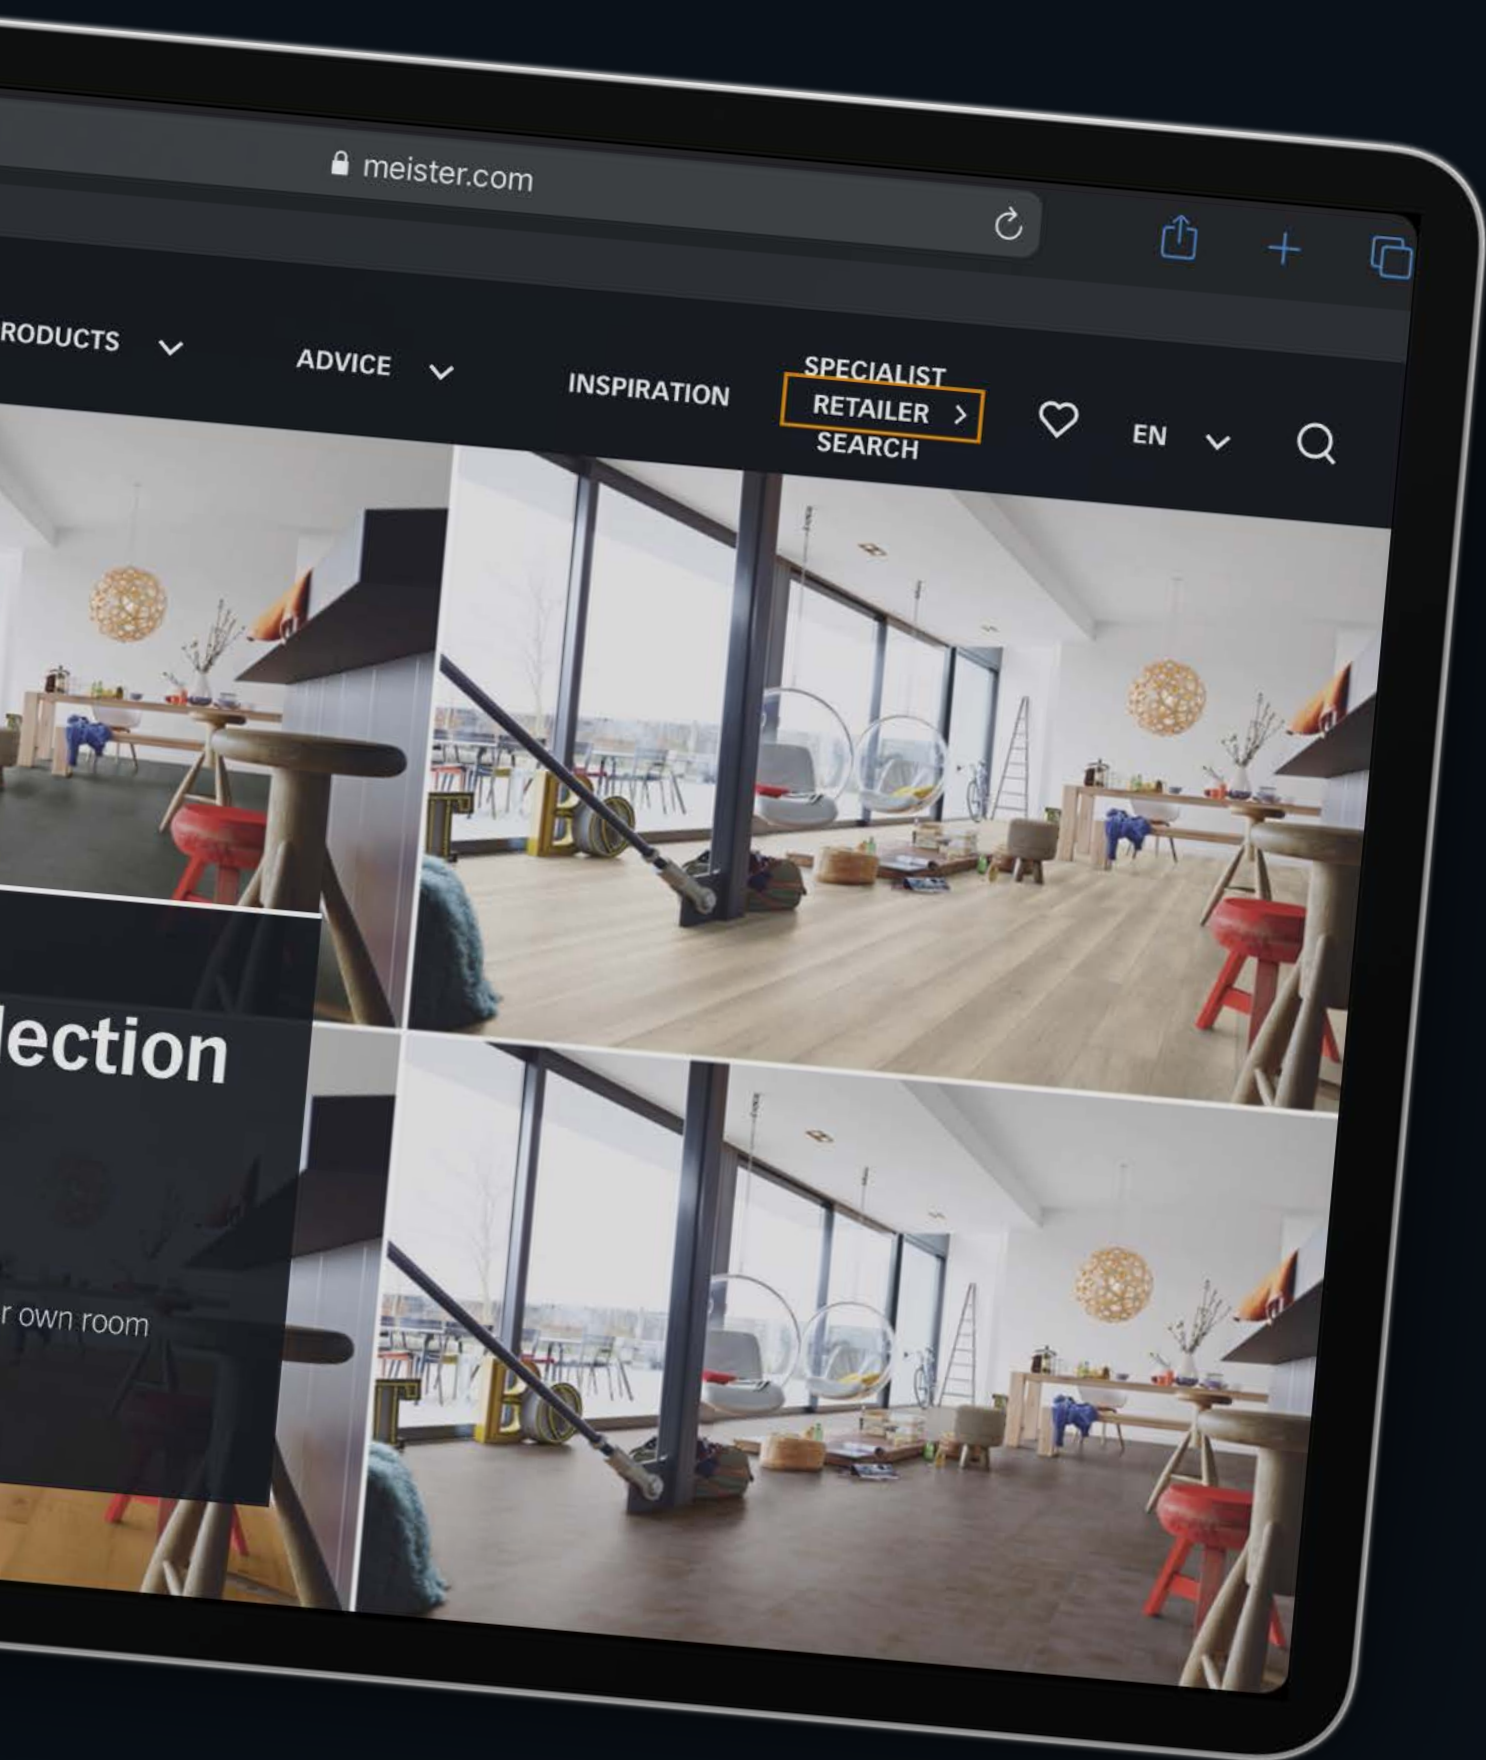 meister.com
RODUCTS
ADVICE
INSPIRATION
SPECIALIST
RETAILER
SEARCH
EN
lection
r own room